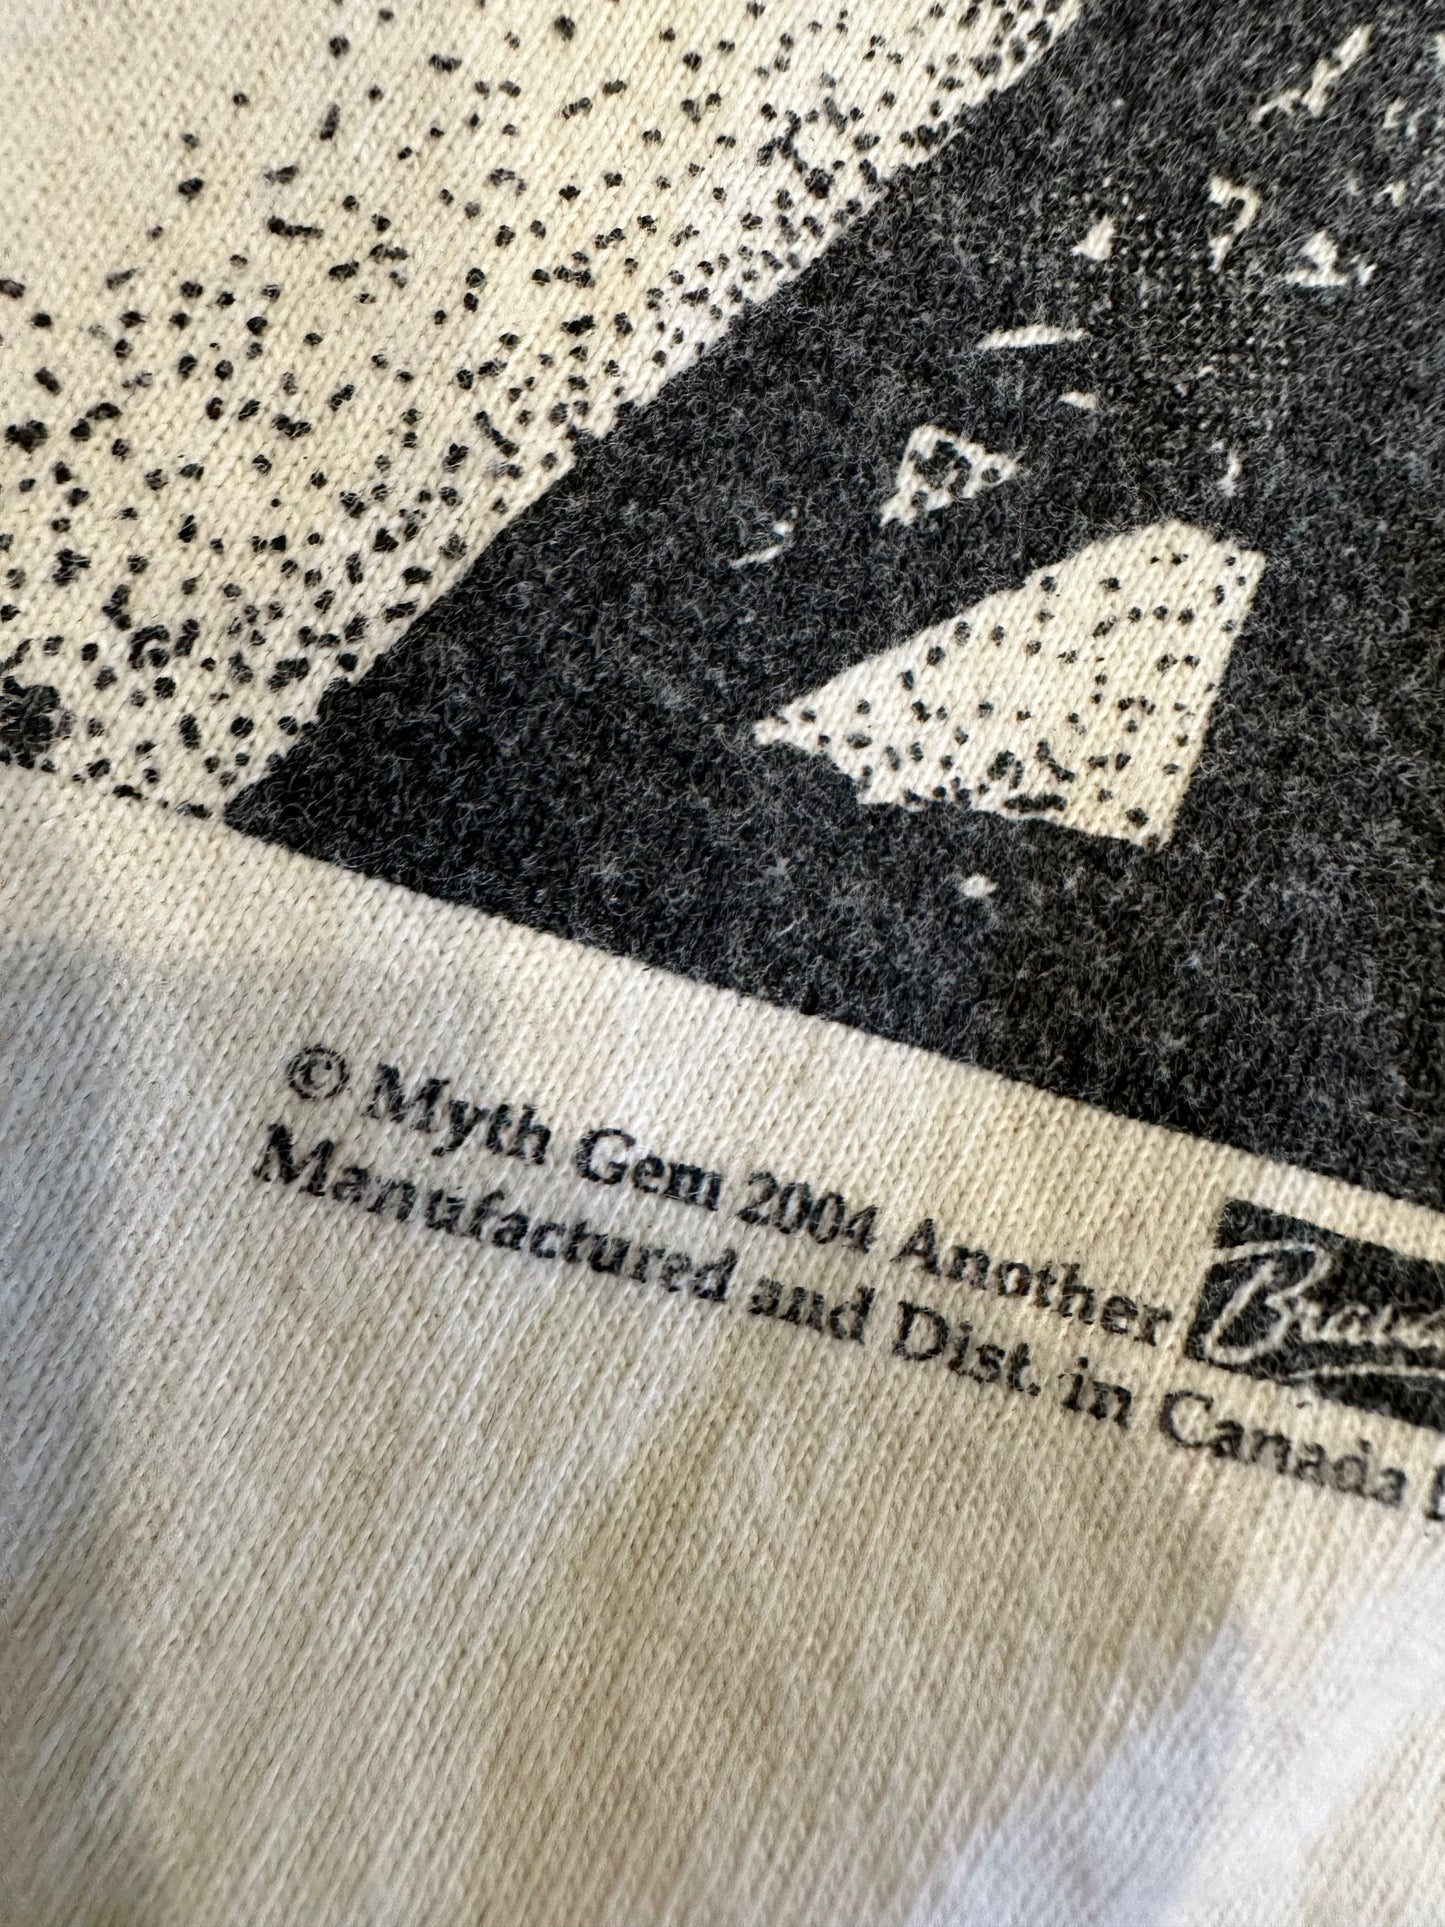 © Myth Gem 2004 Another
Manufactured and Dist. in Canada